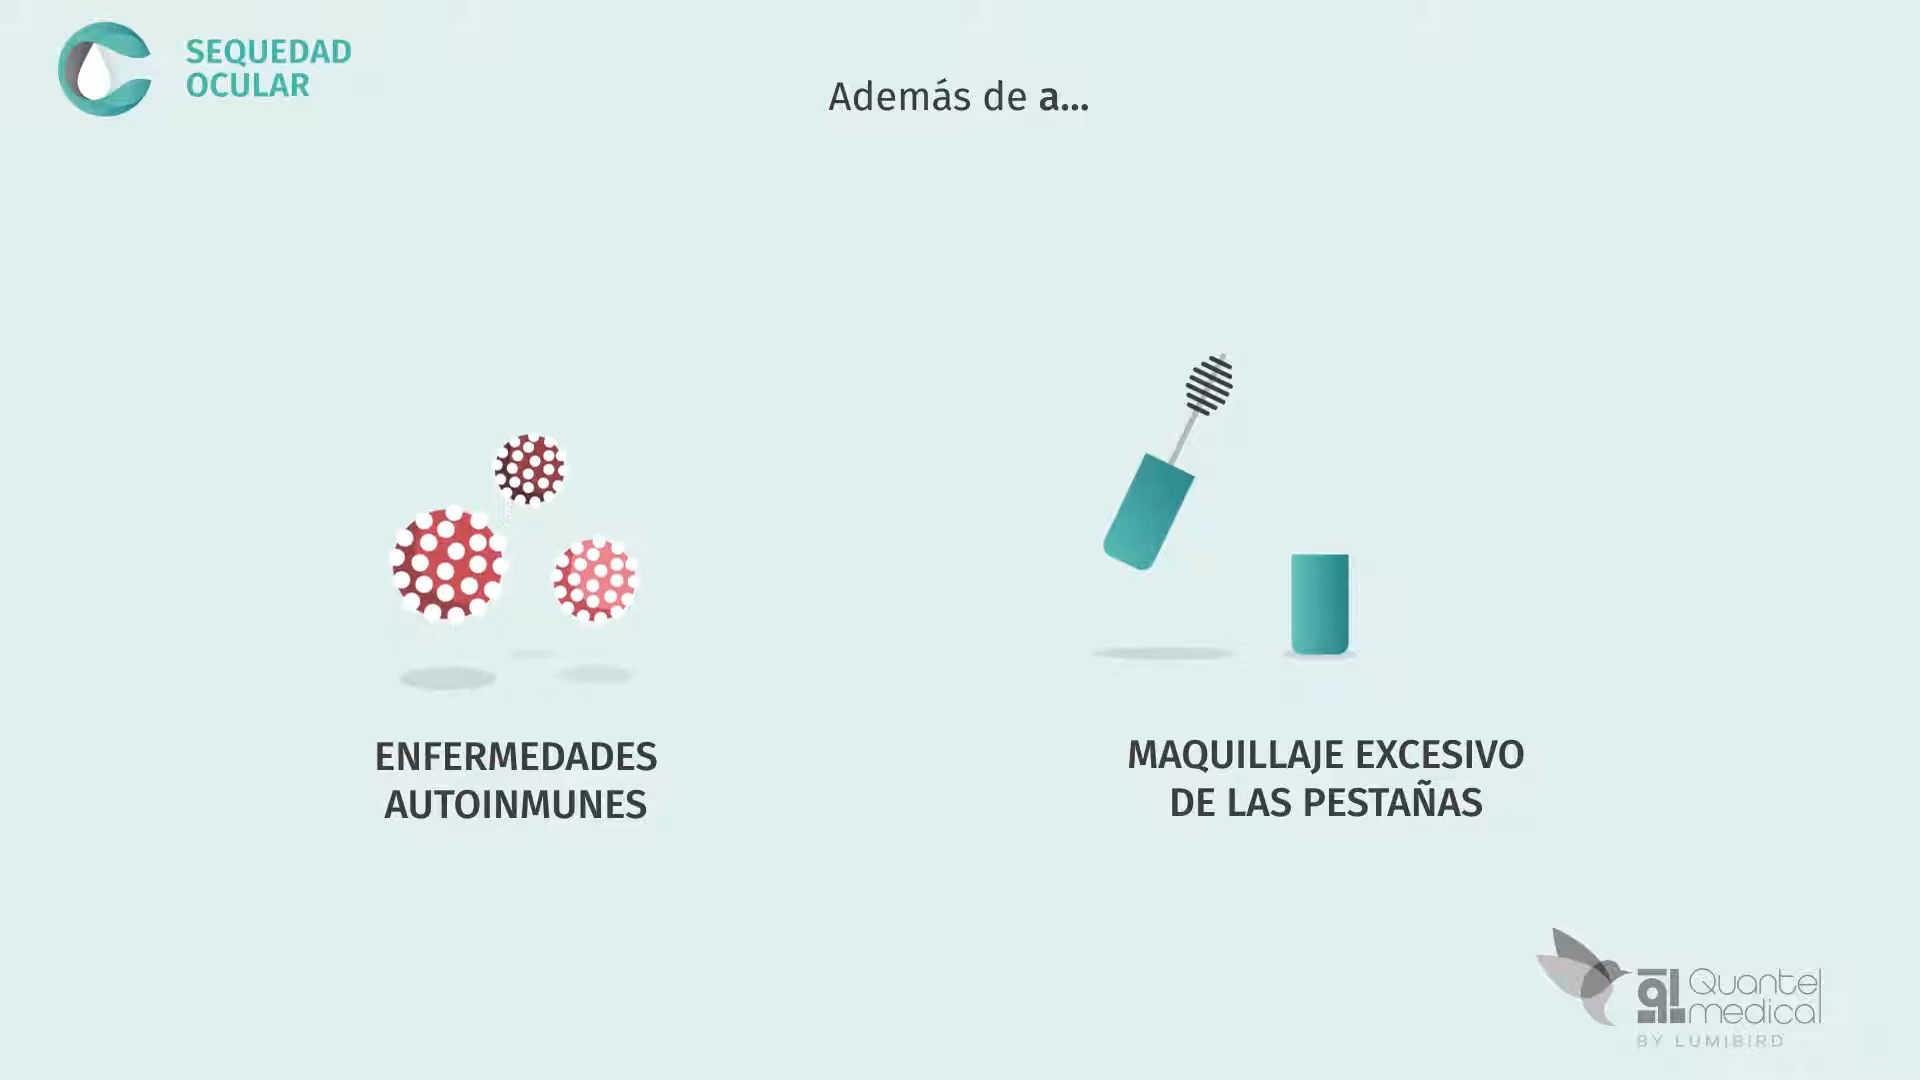 SEQUEDAD
OCULAR
Además de a...
ENFERMEDADES
AUTOINMUNES
MAQUILLAJE EXCESIVO
DE LAS PESTAÑAS
Quantel
medical
BY LUMIBIRD